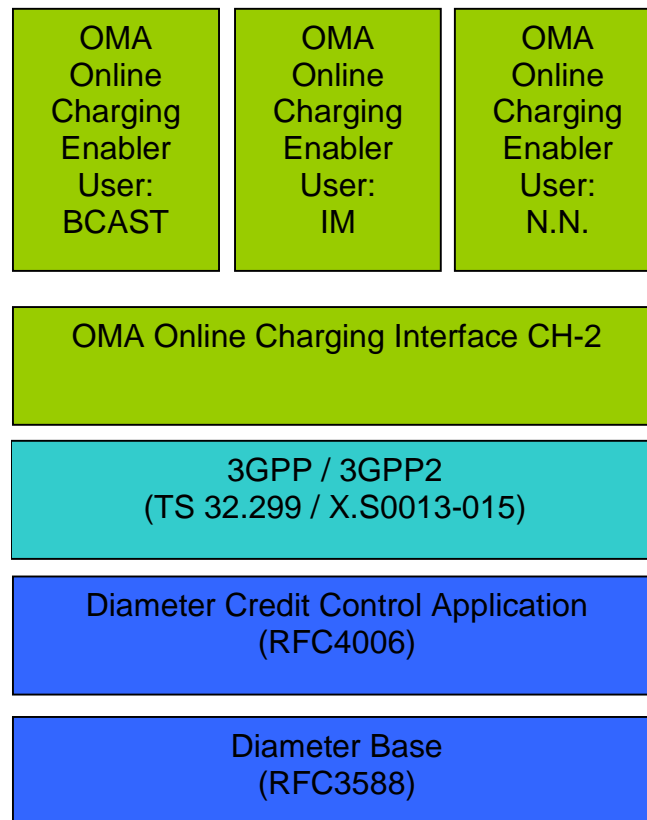 OMA
Online
Charging
Enabler
User:
BCAST
OMA
Online
Charging
Enabler
User:
IM
OMA
Online
Charging
Enabler
User:
N.N.
OMA Online Charging Interface CH-2
3GPP / 3GPP2
(TS 32.299 / X.S0013-015)
Diameter Credit Control Application
(RFC4006)
Diameter Base
(RFC3588)